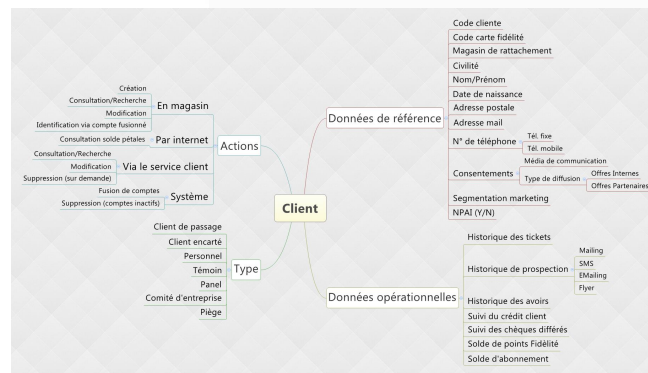 Client
Données de référence
Code cliente
Code carte fidélité
Magasin de rattachement
Civilité
Nom/Prénom
Date de naissance
Adresse postale
Adresse mail
N° de téléphone
Tél. fixe
Tél. mobile
Consentements
Média de communication
Type de diffusion
Offres Internes
Offres Partenaires
Segmentation marketing
NPAI (Y/N)
Données opérationnelles
Historique des tickets
Historique de prospection
Mailing
SMS
EMailing
Flyer
Historique des avoirs
Suivi du crédit client
Suivi des chèques différés
Solde de points Fidélité
Solde d'abonnement
Actions
En magasin
Création
Consultation/Recherche
Modification
Identification via compte fusionné
Par internet
Consultation solde pétales
Via le service client
Consultation/Recherche
Modification
Suppression (sur demande)
Système
Fusion de comptes
Suppression (comptes inactifs)
Type
Client de passage
Client encarté
Personnel
Témoin
Panel
Comité d'entreprise
Piège